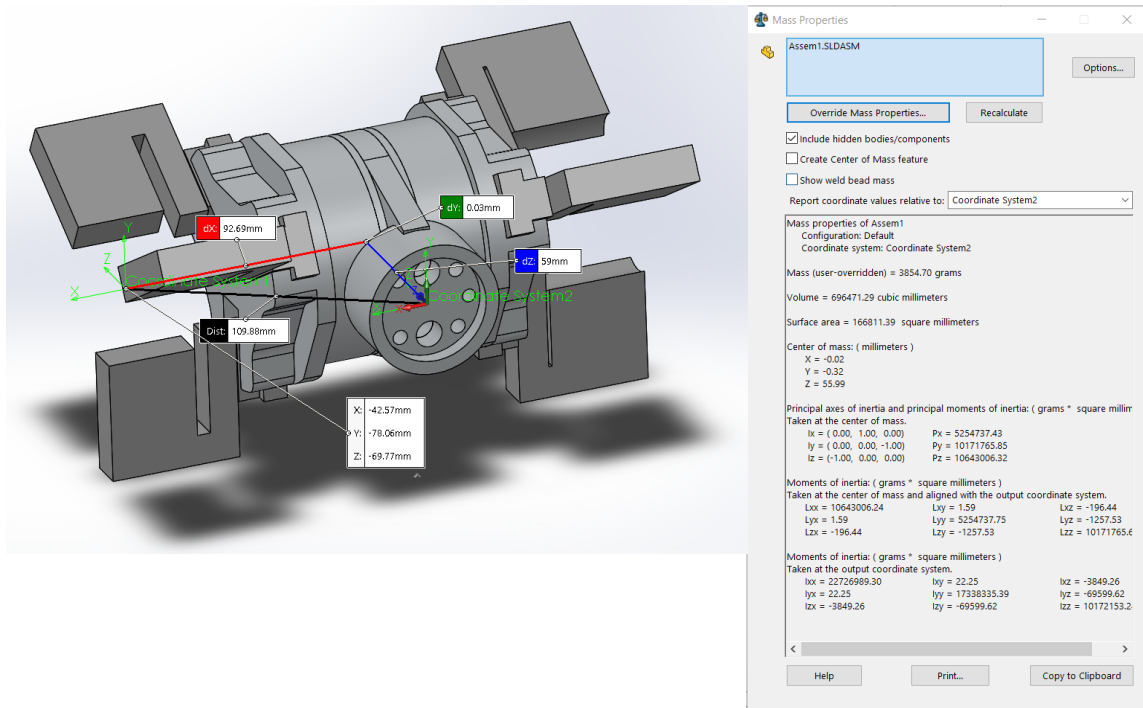 Mass Properties
Assem1.SLDASM
Options...
Override Mass Properties...
Recalculate
Include hidden bodies/components
Create Center of Mass feature
Show weld bead mass
Report coordinate values relative to: Coordinate System2
Mass properties of Assem1
Configuration: Default
Coordinate system: Coordinate System2
Mass (user-overridden) = 3854.70 grams
Volume = 696471.29 cubic millimeters
Surface area = 166811.39 square millimeters
Center of mass: ( millimeters )
X = -0.02
Y = -0.32
Z = 55.99
Principal axes of inertia and principal moments of inertia: ( grams * square millim
Taken at the center of mass.
Ix = ( 0.00, 1.00, 0.00) Px = 5254737.43
Iy = ( 0.00, 0.00, -1.00) Py = 10171765.85
Iz = (-1.00, 0.00, 0.00) Pz = 10643006.32
Moments of inertia: ( grams * square millimeters )
Taken at the center of mass and aligned with the output coordinate system.
Lxx = 10643006.24 Lxy = 1.59 Lxz = -196.44
Lyx = 1.59 Lyy = 5254737.75 Lyz = -1257.53
Lzx = -196.44 Lzy = -1257.53 Lzz = 10171765.6
Moments of inertia: ( grams * square millimeters )
Taken at the output coordinate system.
Ixx = 22726989.30 Ixy = 22.25 Ixz = -3849.26
Iyx = 22.25 Iyy = 17338335.39 Iyz = -69599.62
Izx = -3849.26 Izy = -69599.62 Izz = 10172153.2
Help
Print...
Copy to Clipboard
dY: 0.03mm
dX: 92.69mm
Y
Z
X
dZ: 59mm
Y
Z
X
Coordinate System2
Dist: 109.88mm
X: -42.57mm
Y: -78.06mm
Z: -69.77mm